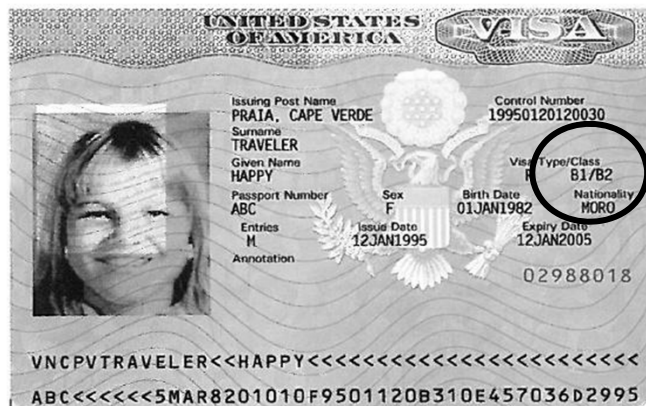 UNITED STATES
OF AMERICA
VISA
Issuing Post Name
PRAIA, CAPE VERDE
Control Number
19950120120030
Surname
TRAVELER
Given Name
HAPPY
Visa Type/Class
R B1/B2
Passport Number
ABC
Sex
F
Birth Date
01JAN1982
Nationality
MORO
Entries
M
Issue Date
12JAN1995
Expiry Date
12JAN2005
Annotation
02988018
VNCPVTRAVELER<<HAPPY<<<<<<<<<<<<<<<<<<<<<<<<
ABC<<<<<<5MAR8201010F9501120B310E457036D2995